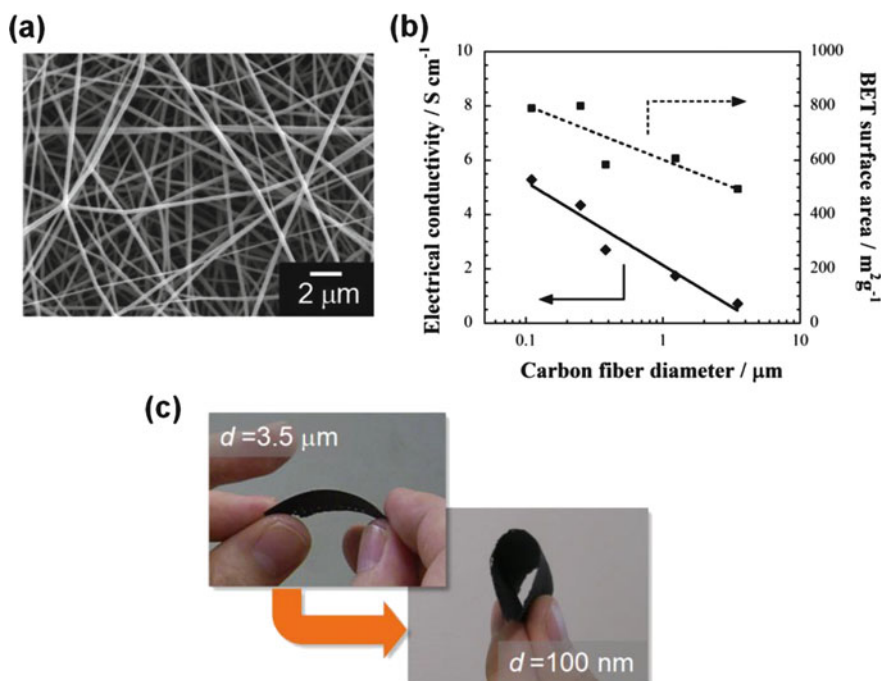 (a)
2 μm
(b)
Electrical conductivity / S cm⁻¹
10
8
6
4
2
0
1000
800
600
400
200
0
BET surface area / m²g⁻¹
0.1 1 10
Carbon fiber diameter / μm
(c)
d =3.5 μm
d=100 nm